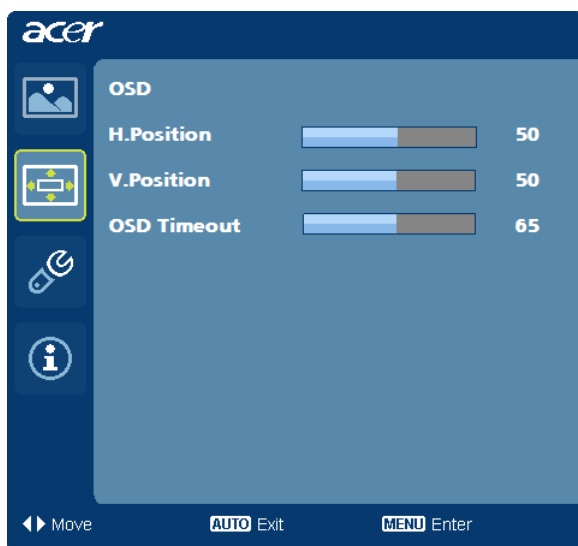 acer
OSD
H.Position 50
V.Position 50
OSD Timeout 65
Move AUTO Exit MENU Enter